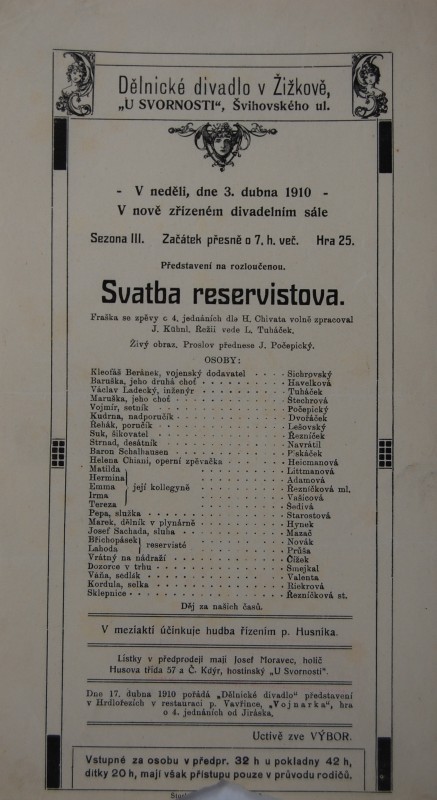 Dělnické divadlo v Žižkově,
„U SVORNOSTI“, Švihovského ul.
- V neděli, dne 3. dubna 1910 -
V nově zřízeném divadelním sále
Sezona III. Začátek přesně o 7. h. več. Hra 25.
Představení na rozloučenou.
Svatba reservistova.
Fraška se zpěvy c 4. jednáních dle H. Chivata volně zpracoval
J. Kühnl. Režii vede L. Tuháček.
Živý obraz. Proslov přednese J. Počepický.
OSOBY:
Kleofáš Beránek, vojenský dodavatel Sichrovský
Baruška, jeho druhá choť Havelková
Václav Ladecký, inženýr Tuháček
Maruška, jeho choť Štechrová
Vojmír, setník Počepický
Kudrna, nadporučík Dvořáček
Řehák, poručík Lešovský
Suk, šikovatel Řezníček
Strnad, desátník Navrátil
Baron Schalhausen Piskáček
Helena Chiani, operní zpěvačka Heicmanová
Matilda Littmanová
Hermina Adamová
Emma její kollegyně Řezníčková ml.
Irma Vašicová
Tereza Šedivá
Pepa, služka Starostová
Marek, dělník v plynárně Hynek
Josef Sachada, sluha Mazač
Břichopásek Novák
reservisté
Lahoda Průša
Vrátný na nádraží Čížek
Dozorce v trhu Smejkal
Váňa, sedlák Valenta
Kordula, selka Riekrová
Sklepnice Řezníčková st.
Děj za našich časů.
V meziaktí účinkuje hudba řízením p. Husníka.
Lístky v předprodeji mají Josef Moravec, holič
Husova třída 57 a Č. Kdýr, hostinský „U Svornosti“.
Dne 17. dubna 1910 pořádá „Dělnické divadlo“ představení
v Hrdlořezích v restauraci p. Vavřince, „Vojnarka“, hra
o 4. jednáních od Jiráska.
Uctivě zve VÝBOR.
Vstupné za osobu v předpr. 32 h u pokladny 42 h,
dítky 20 h, mají však přístupu pouze v průvodu rodičů.